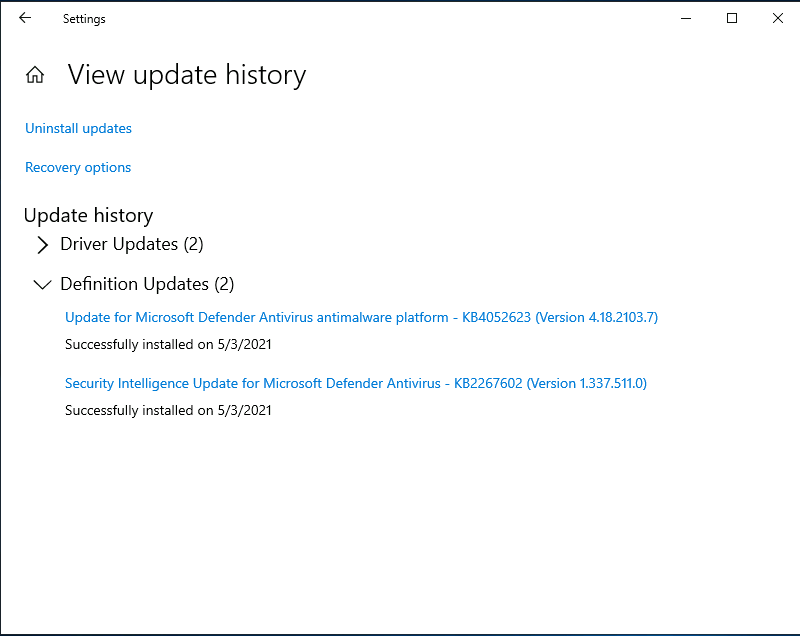 Settings
View update history
Uninstall updates
Recovery options
Update history
Driver Updates (2)
Definition Updates (2)
Update for Microsoft Defender Antivirus antimalware platform - KB4052623 (Version 4.18.2103.7)
Successfully installed on 5/3/2021
Security Intelligence Update for Microsoft Defender Antivirus - KB2267602 (Version 1.337.511.0)
Successfully installed on 5/3/2021